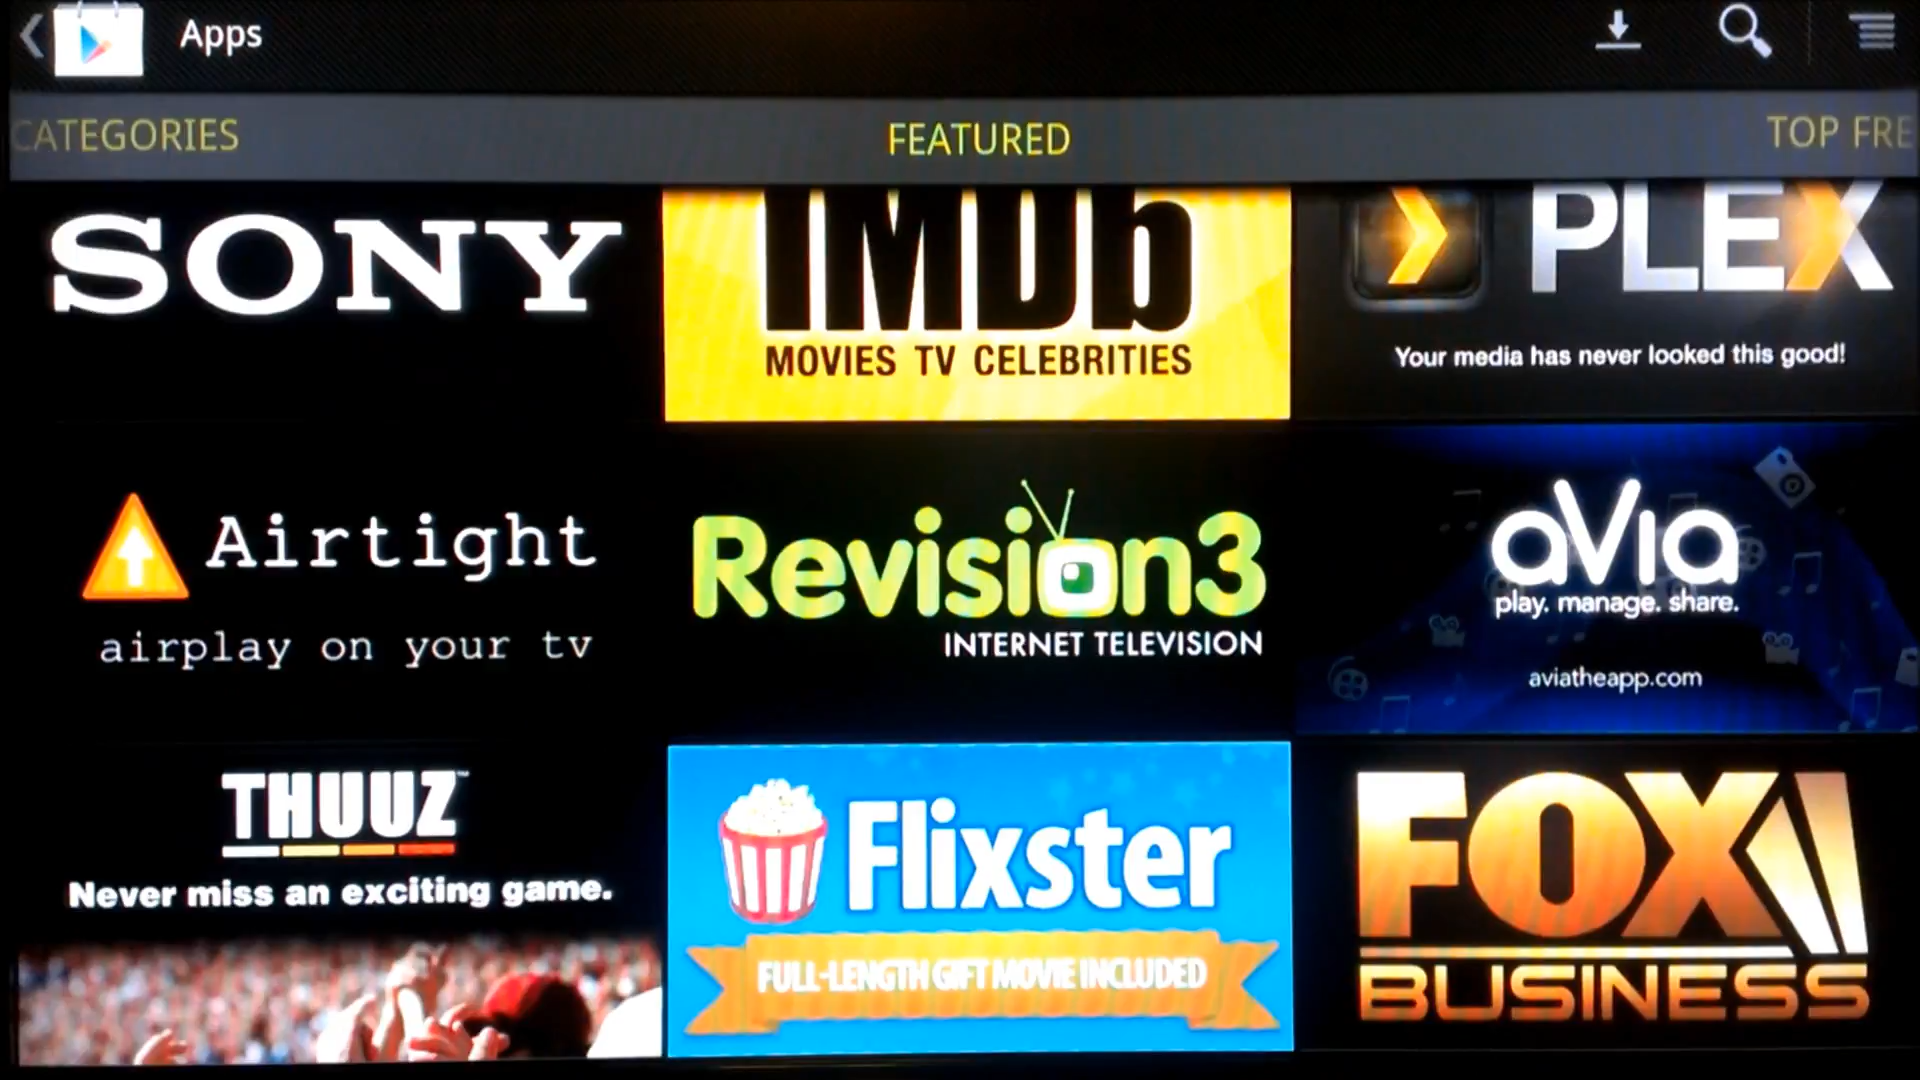 Apps
CATEGORIES
FEATURED
TOP FRE
SONY
IMDb
MOVIES TV CELEBRITIES
PLEX
Your media has never looked this good!
Airtight
airplay on your tv
Revision3
INTERNET TELEVISION
aVia
play. manage. share.
aviatheapp.com
THUUZ™
Never miss an exciting game.
Flixster
FULL-LENGTH GIFT MOVIE INCLUDED
FOX
BUSINESS